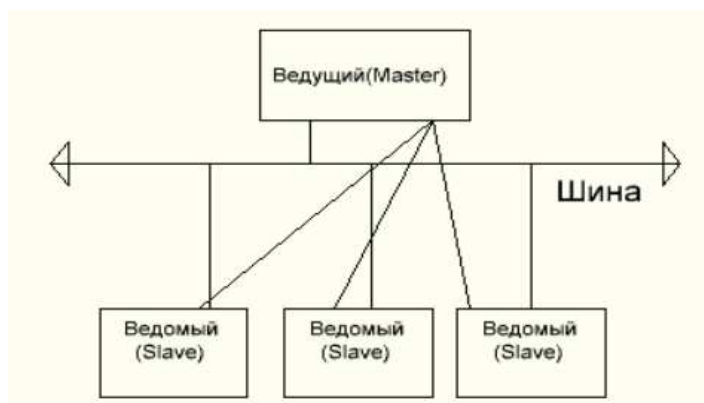 Ведущий(Master)
Шина
Ведомый
(Slave)
Ведомый
(Slave)
Ведомый
(Slave)